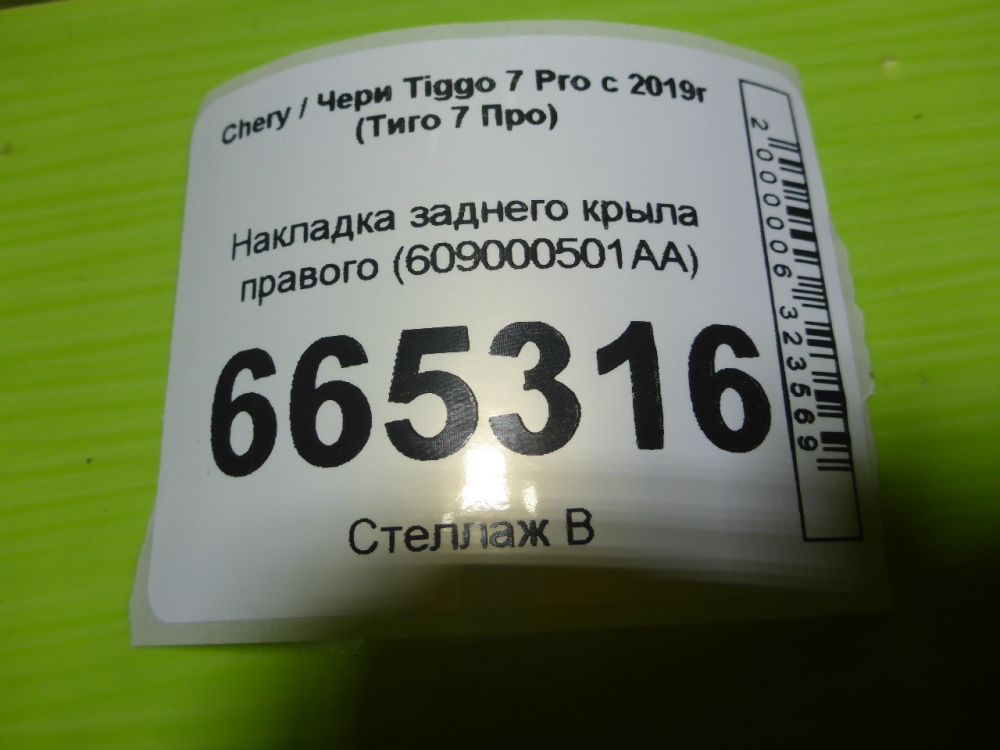 Chery / Чери Tiggo 7 Pro с 2019г
(Тиго 7 Про)
Накладка заднего крыла
правого (609000501AA)
665316
Стеллаж В
2000006323569